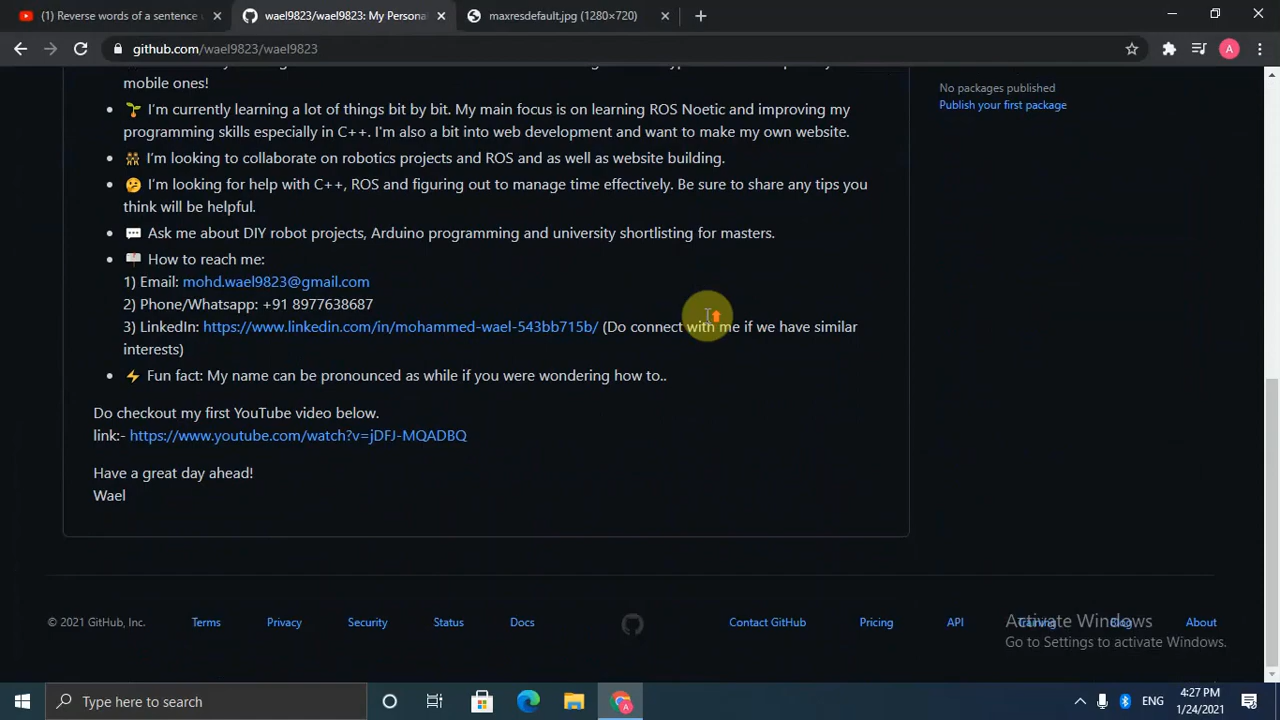 (1) Reverse words of a sentence
wael9823/wael9823: My Personal
maxresdefault.jpg (1280×720)
github.com/wael9823/wael9823
A
mobile ones!
No packages published
Publish your first package
I'm currently learning a lot of things bit by bit. My main focus is on learning ROS Noetic and improving my
programming skills especially in C++. I'm also a bit into web development and want to make my own website.
I'm looking to collaborate on robotics projects and ROS and as well as website building.
I'm looking for help with C++, ROS and figuring out to manage time effectively. Be sure to share any tips you
think will be helpful.
Ask me about DIY robot projects, Arduino programming and university shortlisting for masters.
How to reach me:
1) Email: mohd.wael9823@gmail.com
2) Phone/Whatsapp: +91 8977638687
3) LinkedIn: https://www.linkedin.com/in/mohammed-wael-543bb715b/ (Do connect with me if we have similar
interests)
Fun fact: My name can be pronounced as while if you were wondering how to..
Do checkout my first YouTube video below.
link:- https://www.youtube.com/watch?v=jDFJ-MQADBQ
Have a great day ahead!
Wael
© 2021 GitHub, Inc.
Terms
Privacy
Security
Status
Docs
Contact GitHub
Pricing
API
Training
Blog
About
Activate Windows
Go to Settings to activate Windows.
Type here to search
ENG
4:27 PM
1/24/2021